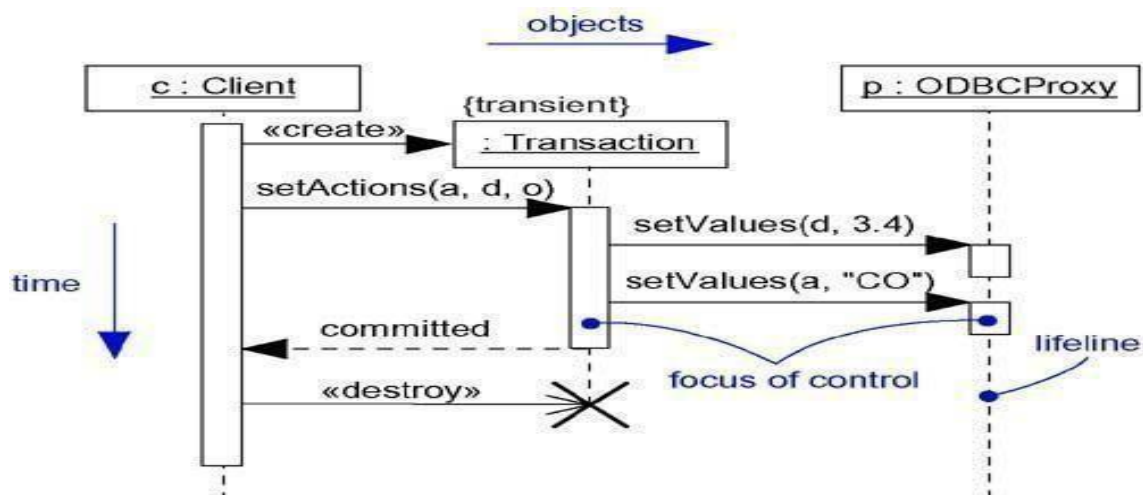 objects
c : Client
p : ODBCProxy
{transient}
«create»
: Transaction
setActions(a, d, o)
setValues(d, 3.4)
time
setValues(a, "CO")
committed
lifeline
focus of control
«destroy»